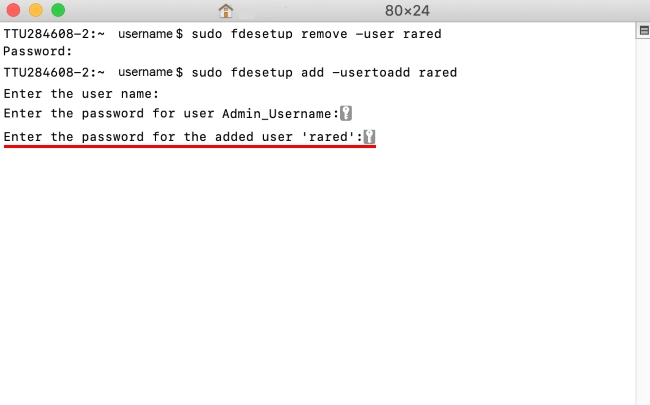 80×24
TTU284608-2:~ username$ sudo fdesetup remove -user rared
Password:
TTU284608-2:~ username$ sudo fdesetup add -usertoadd rared
Enter the user name:
Enter the password for user Admin_Username:
Enter the password for the added user 'rared':